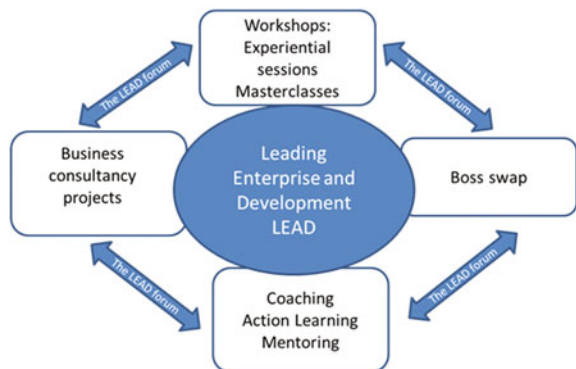 Workshops:
Experiential
sessions
Masterclasses
The LEAD forum
The LEAD forum
Business
consultancy
projects
Leading
Enterprise and
Development
LEAD
Boss swap
The LEAD forum
The LEAD forum
Coaching
Action Learning
Mentoring